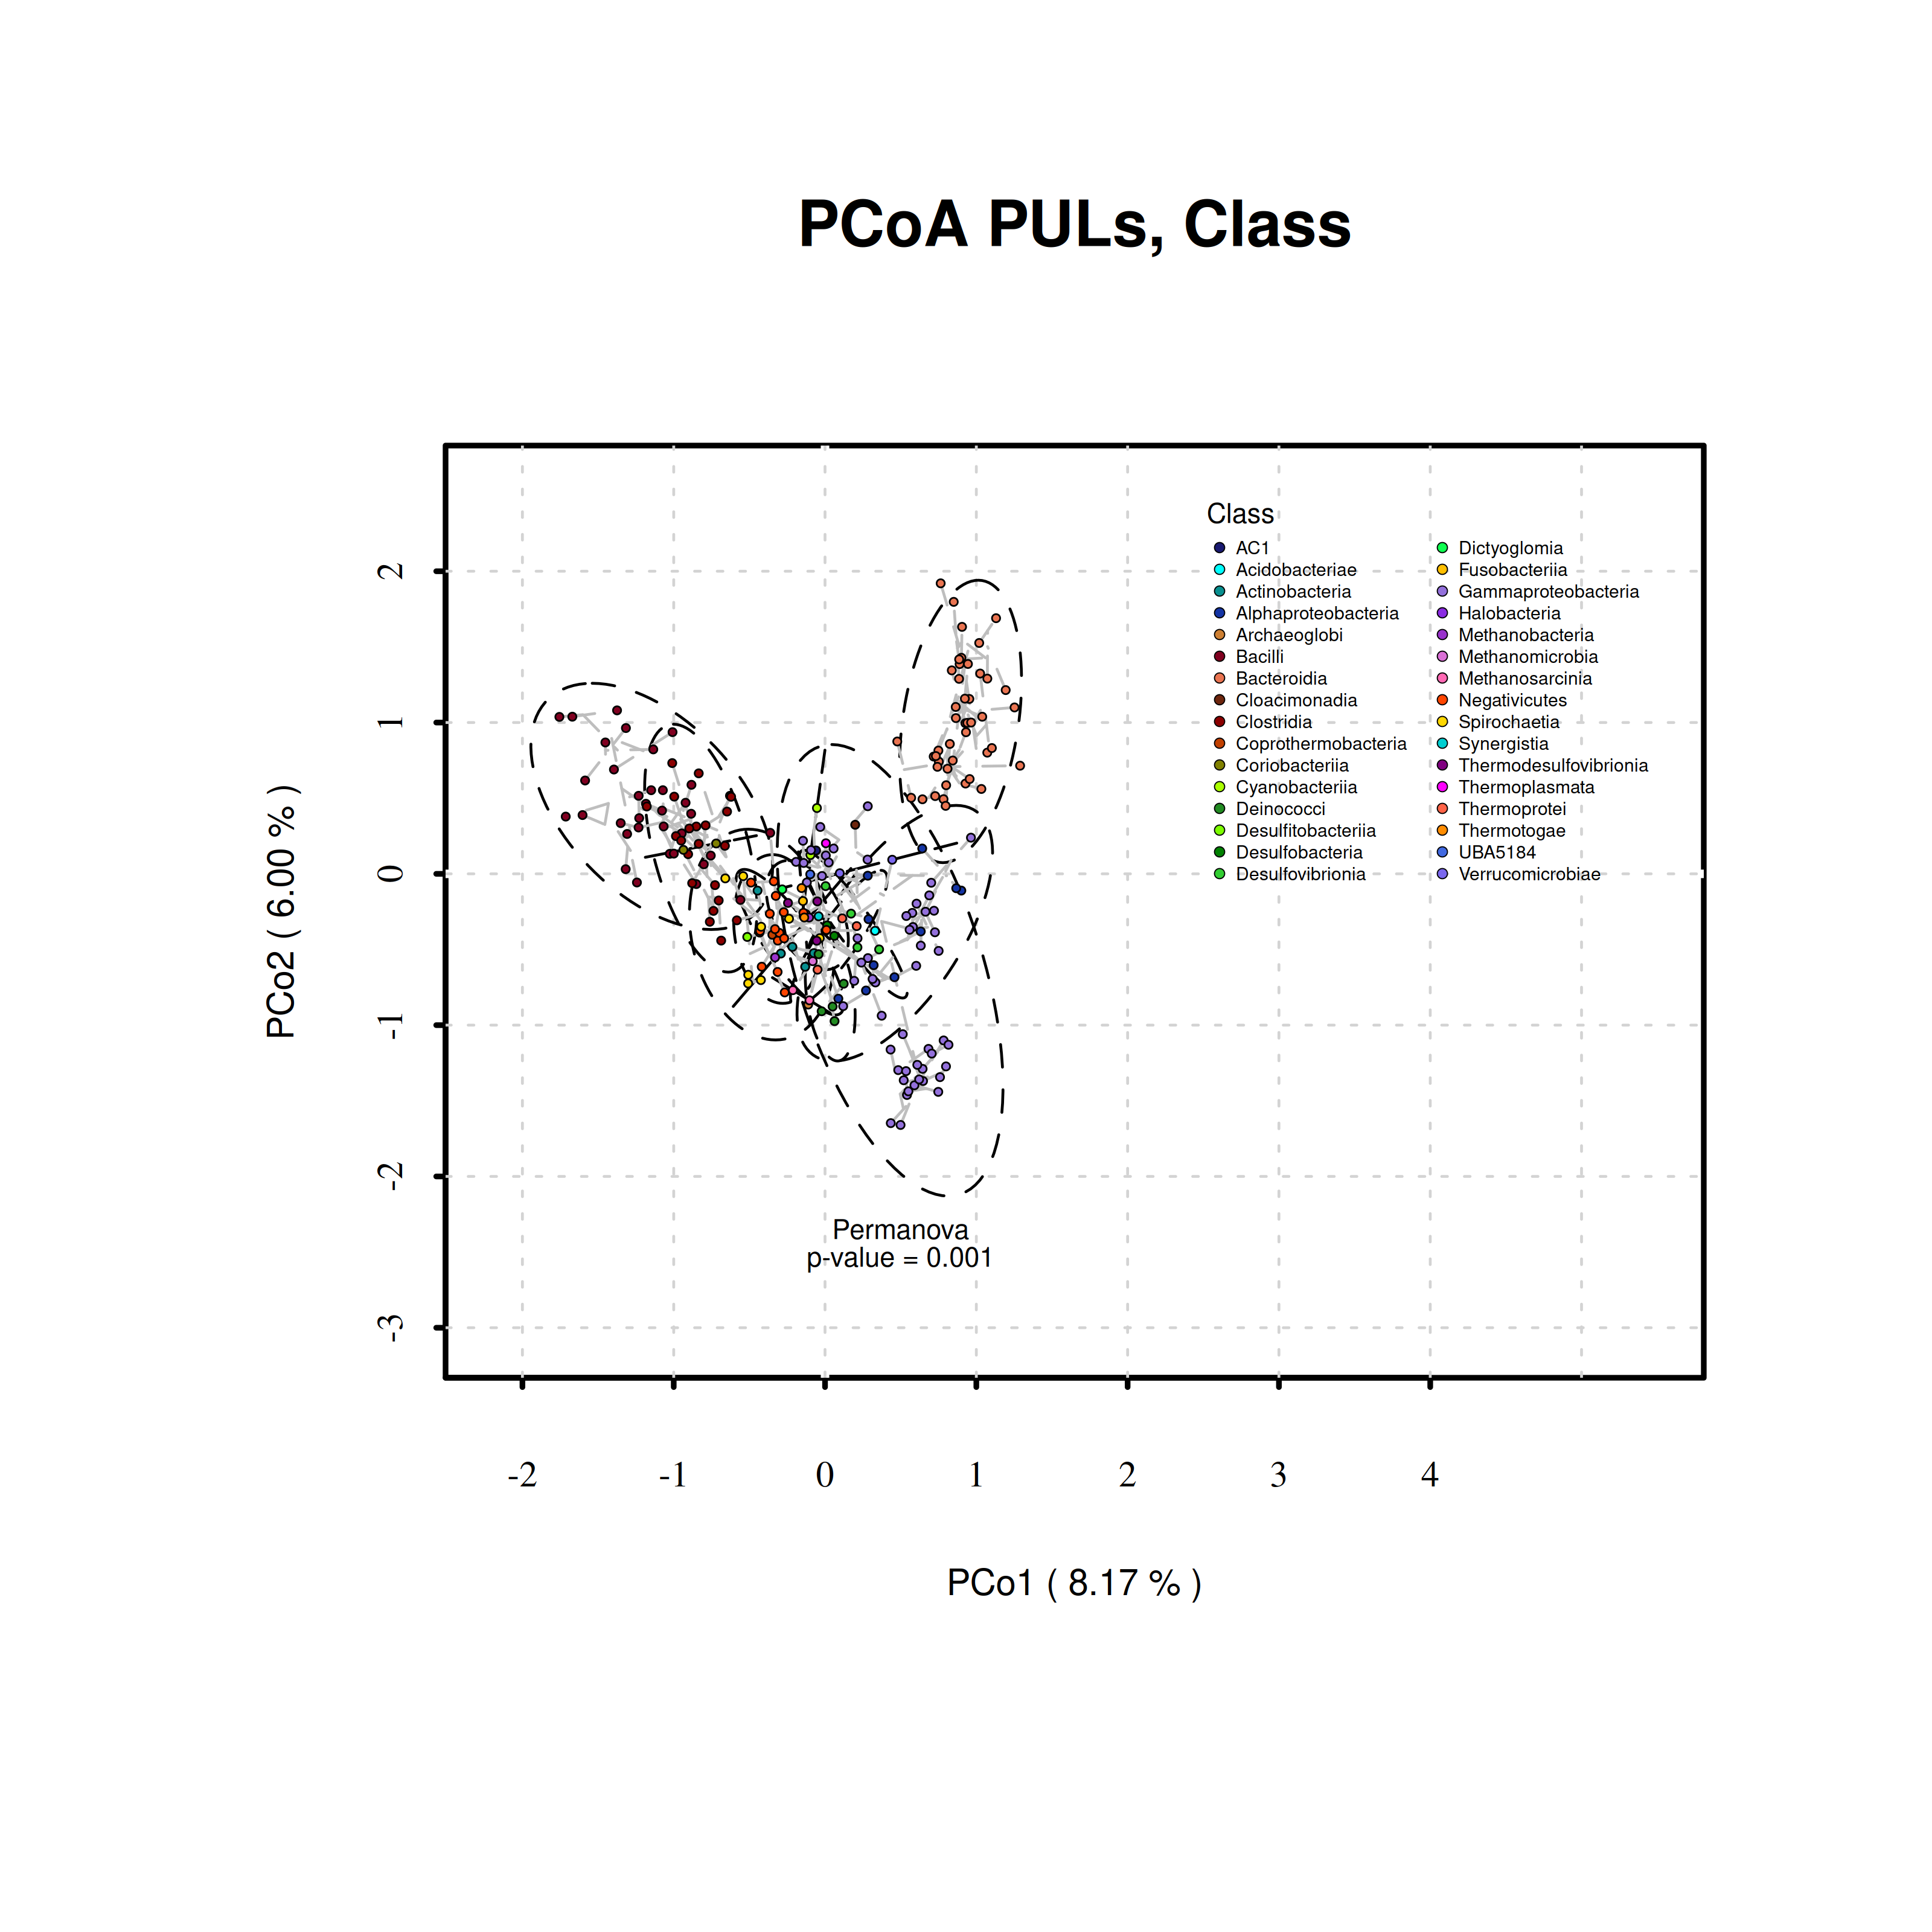 PCoA PULs, Class
Class
AC1
Acidobacteriae
Actinobacteria
Alphaproteobacteria
Archaeoglobi
Bacilli
Bacteroidia
Cloacimonadia
Clostridia
Coprothermobacteria
Coriobacteriia
Cyanobacteriia
Deinococci
Desulfitobacteriia
Desulfobacteria
Desulfovibrionia
Dictyoglomia
Fusobacteriia
Gammaproteobacteria
Halobacteria
Methanobacteria
Methanomicrobia
Methanosarcinia
Negativicutes
Spirochaetia
Synergistia
Thermodesulfovibrionia
Thermoplasmata
Thermoprotei
Thermotogae
UBA5184
Verrucomicrobiae
2
1
0
-1
-2
-3
PCo2 ( 6.00 % )
Permanova
p-value = 0.001
-2 -1 0 1 2 3 4
PCo1 ( 8.17 % )